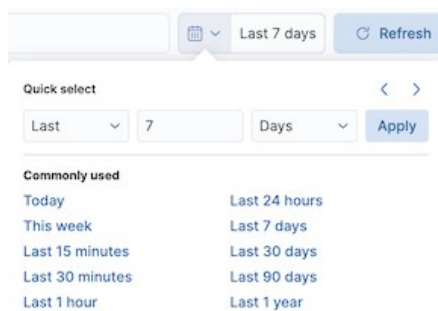 Last 7 days Refresh
Quick select
Last 7 Days Apply
Commonly used
Today Last 24 hours
This week Last 7 days
Last 15 minutes Last 30 days
Last 30 minutes Last 90 days
Last 1 hour Last 1 year